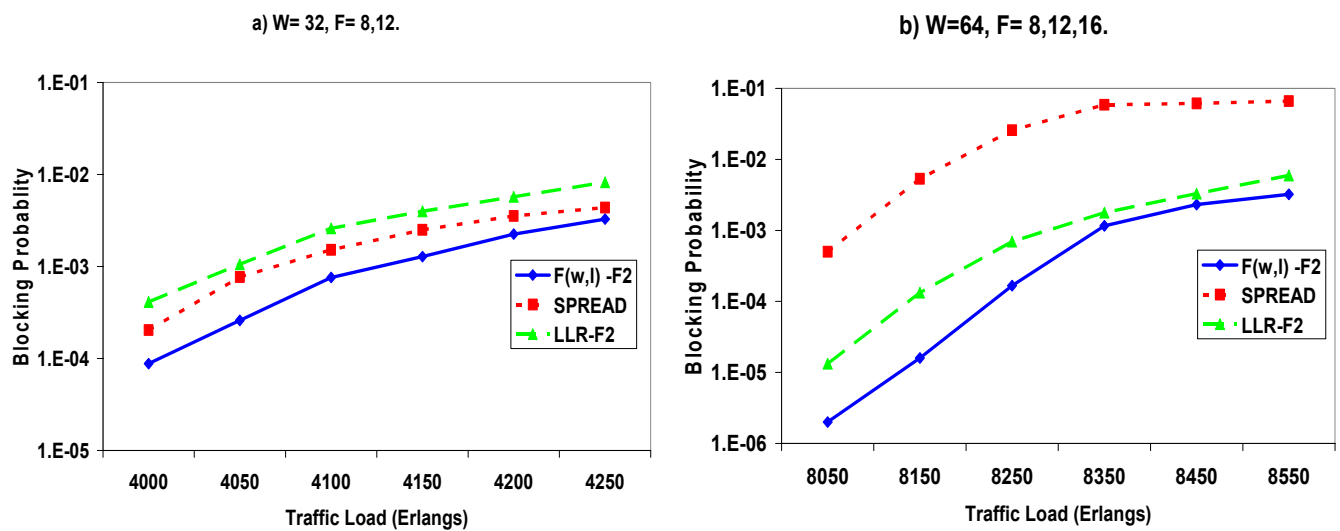 a) W= 32, F= 8,12.
1.E-01
1.E-02
1.E-03
1.E-04
1.E-05
Blocking Probablity
F(w,l) -F2
SPREAD
LLR-F2
4000 4050 4100 4150 4200 4250
Traffic Load (Erlangs)
b) W=64, F= 8,12,16.
1.E-01
1.E-02
1.E-03
1.E-04
1.E-05
1.E-06
Blocking Probability
F(w,l) -F2
SPREAD
LLR-F2
8050 8150 8250 8350 8450 8550
Traffic Load (Erlangs)